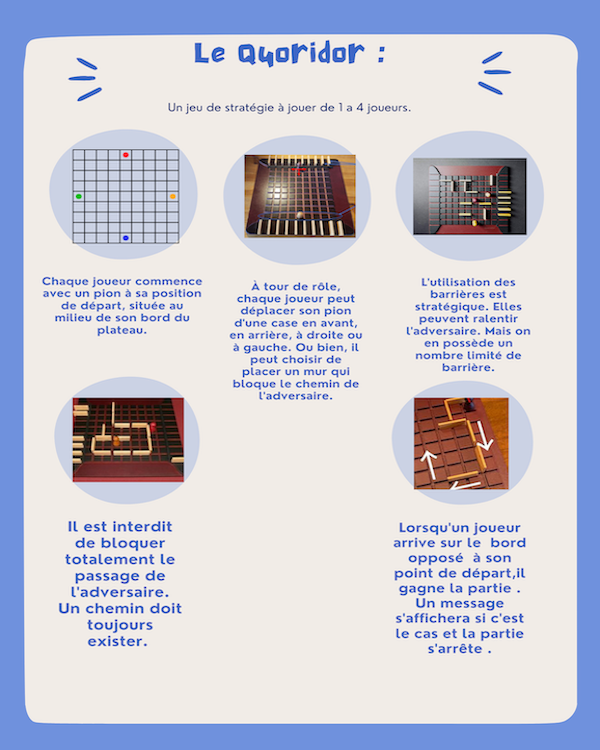 Le Quoridor :
Un jeu de stratégie à jouer de 1 a 4 joueurs.
Chaque joueur commence
avec un pion à sa position
de départ, située au
milieu de son bord du
plateau.
À tour de rôle,
chaque joueur peut
déplacer son pion
d'une case en avant,
en arrière, à droite ou
à gauche. Ou bien, il
peut choisir de
placer un mur qui
bloque le chemin de
l'adversaire.
L'utilisation des
barrières est
stratégique. Elles
peuvent ralentir
l'adversaire. Mais on
en possède un
nombre limité de
barrière.
Il est interdit
de bloquer
totalement le
passage de
l'adversaire.
Un chemin doit
toujours
exister.
Lorsqu'un joueur
arrive sur le bord
opposé à son
point de départ,il
gagne la partie .
Un message
s'affichera si c'est
le cas et la partie
s'arrête .